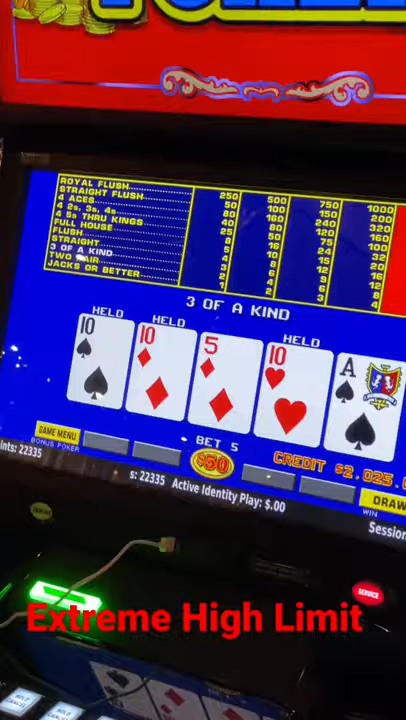 ROYAL FLUSH 250 500 750 1000
STRAIGHT FLUSH 50 100 150 200
4 ACES 80 160 240 320
4 2s, 3s, 4s 40 80 120 160
4 5s THRU KINGS 25 50 75 100
FULL HOUSE 8 16 24 32
FLUSH 5 10 15 20
STRAIGHT 4 8 12 16
3 OF A KIND 3 6 9 12
TWO PAIR 2 4 6 8
JACKS OR BETTER 1 2 3 4
3 OF A KIND
HELD HELD HELD
10 10 5 10 A
GAME MENU
BONUS POKER
BET 5
$50
CREDIT $2,025.
DRAW
WIN
ints: 22335
s: 22335 Active Identity Play: $.00
Session
SERVICE
Extreme High Limit